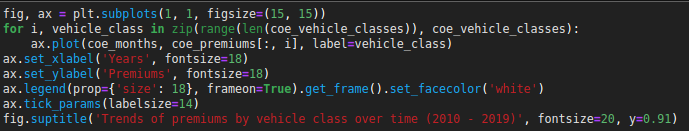 fig, ax = plt.subplots(1, 1, figsize=(15, 15))
for i, vehicle_class in zip(range(len(coe_vehicle_classes)), coe_vehicle_classes):
    ax.plot(coe_months, coe_premiums[:, i], label=vehicle_class)
ax.set_xlabel('Years', fontsize=18)
ax.set_ylabel('Premiums', fontsize=18)
ax.legend(prop={'size': 18}, frameon=True).get_frame().set_facecolor('white')
ax.tick_params(labelsize=14)
fig.suptitle('Trends of premiums by vehicle class over time (2010 - 2019)', fontsize=20, y=0.91)